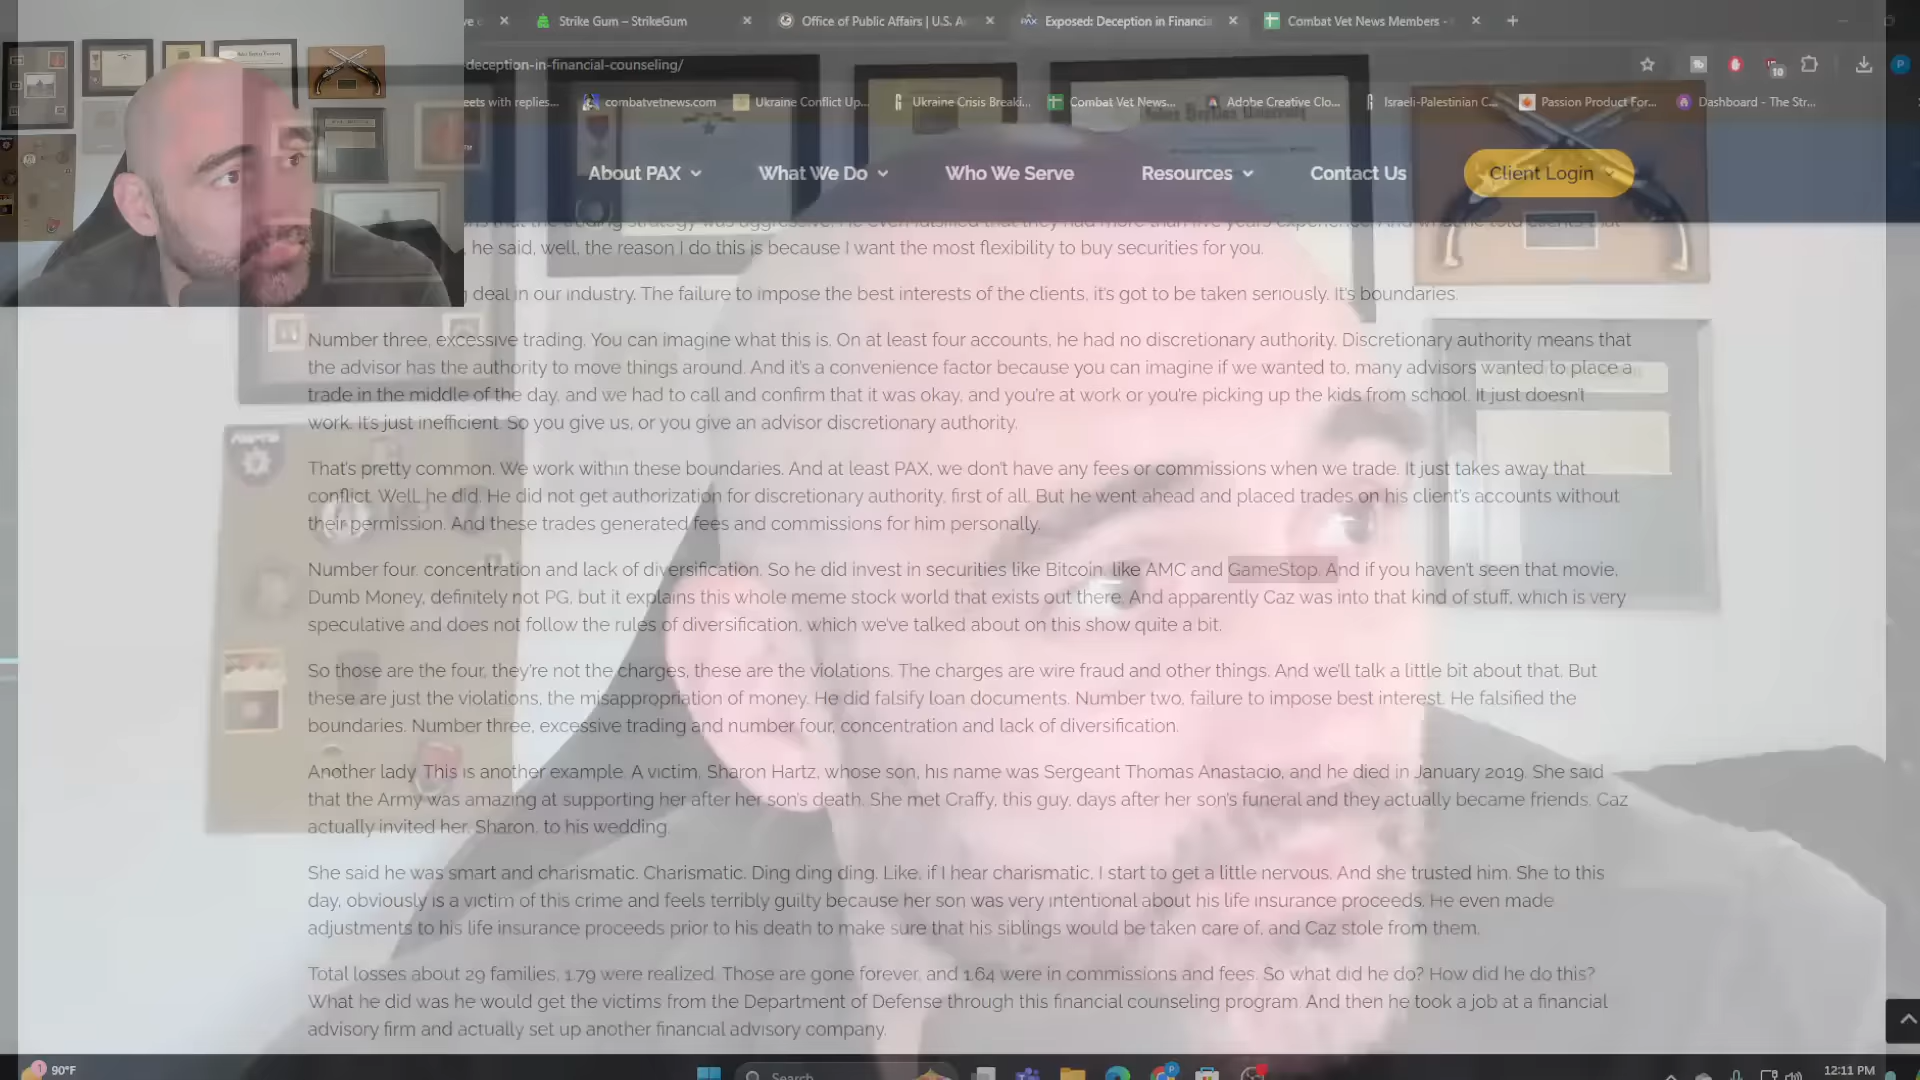 Strike Gum – StrikeGum
Office of Public Affairs | U.S. A
Exposed: Deception in Financia
Combat Vet News Members -
deception-in-financial-counseling/
10
eets with replies...
combatvetnews.com
Ukraine Conflict Up...
Ukraine Crisis Breaki...
Combat Vet News...
Adobe Creative Clo...
Israeli-Palestinian C...
Passion Product For...
Dashboard - The Str...
About PAX
What We Do
Who We Serve
Resources
Contact Us
Client Login
he said, well, the reason I do this is because I want the most flexibility to buy securities for you.
deal in our industry. The failure to impose the best interests of the clients, it's got to be taken seriously. It's boundaries.
Number three, excessive trading. You can imagine what this is. On at least four accounts, he had no discretionary authority. Discretionary authority means that
the advisor has the authority to move things around. And it's a convenience factor because you can imagine if we wanted to, many advisors wanted to place a
trade in the middle of the day, and we had to call and confirm that it was okay, and you're at work or you're picking up the kids from school. It just doesn't
work. It's just inefficient. So you give us, or you give an advisor discretionary authority.
That's pretty common. We work within these boundaries. And at least PAX, we don't have any fees or commissions when we trade. It just takes away that
conflict. Well, he did. He did not get authorization for discretionary authority, first of all. But he went ahead and placed trades on his client's accounts without
their permission. And these trades generated fees and commissions for him personally.
Number four, concentration and lack of diversification. So he did invest in securities like Bitcoin, like AMC and GameStop. And if you haven't seen that movie,
Dumb Money, definitely not PG, but it explains this whole meme stock world that exists out there. And apparently Caz was into that kind of stuff, which is very
speculative and does not follow the rules of diversification, which we've talked about on this show quite a bit.
So those are the four, they're not the charges, these are the violations. The charges are wire fraud and other things. And we'll talk a little bit about that. But
these are just the violations, the misappropriation of money. He did falsify loan documents. Number two, failure to impose best interest. He falsified the
boundaries. Number three, excessive trading and number four, concentration and lack of diversification.
Another lady. This is another example. A victim, Sharon Hartz, whose son, his name was Sergeant Thomas Anastacio, and he died in January 2019. She said
that the Army was amazing at supporting her after her son's death. She met Craffy, this guy, days after her son's funeral and they actually became friends. Caz
actually invited her, Sharon, to his wedding.
She said he was smart and charismatic. Charismatic. Ding ding ding. Like, if I hear charismatic, I start to get a little nervous. And she trusted him. She to this
day, obviously is a victim of this crime and feels terribly guilty because her son was very intentional about his life insurance proceeds. He even made
adjustments to his life insurance proceeds prior to his death to make sure that his siblings would be taken care of, and Caz stole from them.
Total losses about 29 families, 1.79 were realized. Those are gone forever, and 1.64 were in commissions and fees. So what did he do? How did he do this?
What he did was he would get the victims from the Department of Defense through this financial counseling program. And then he took a job at a financial
advisory firm and actually set up another financial advisory company.
90°F
Search
12:11 PM